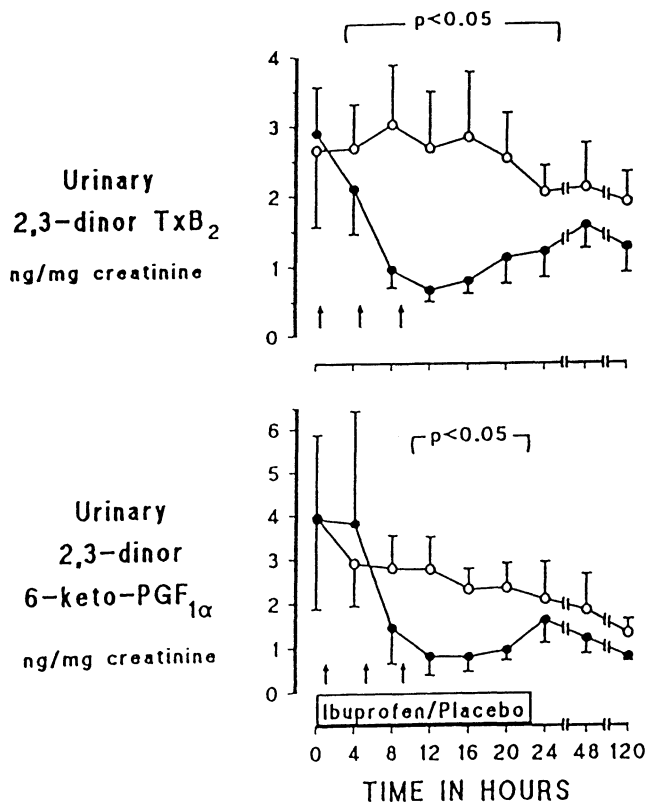 p<0.05
4
3
2
1
0
Urinary
2,3-dinor TxB₂
ng/mg creatinine
p<0.05
6
5
4
3
2
1
0
Urinary
2,3-dinor
6-keto-PGF₁α
ng/mg creatinine
Ibuprofen/Placebo
0 4 8 12 16 20 24 48 120
TIME IN HOURS